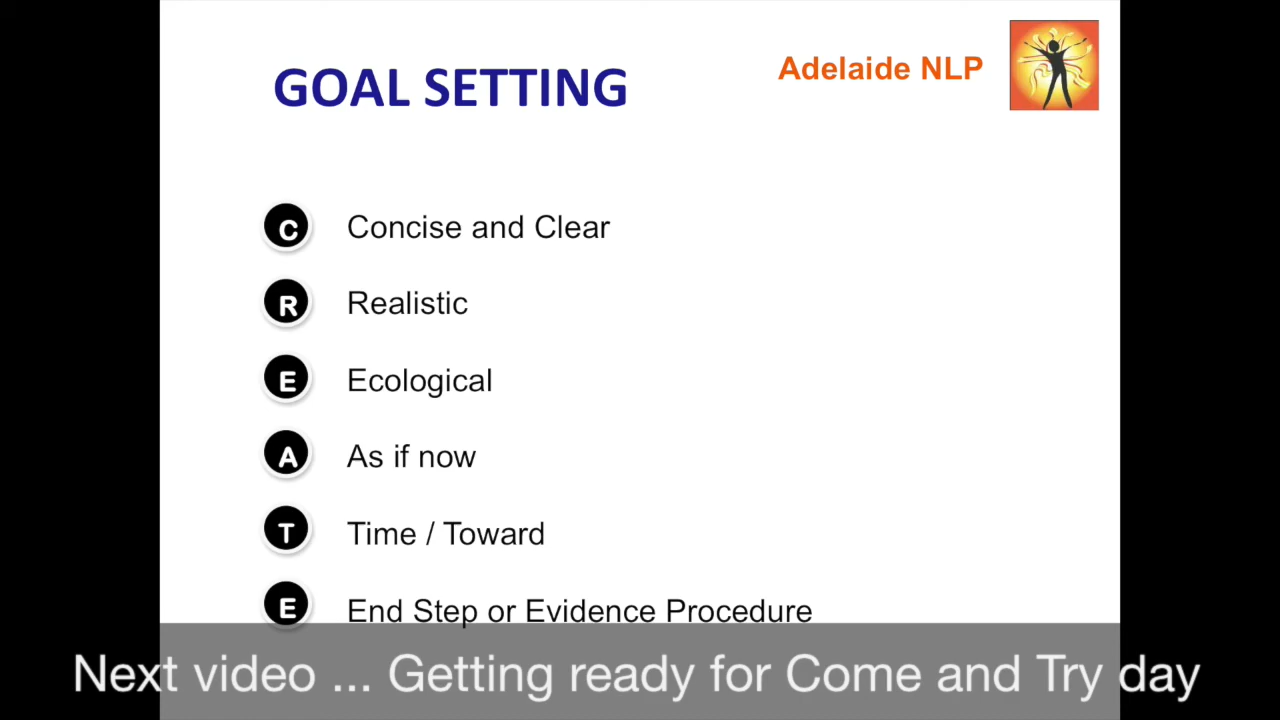 Adelaide NLP
GOAL SETTING
C Concise and Clear
R Realistic
E Ecological
A As if now
T Time / Toward
E End Step or Evidence Procedure
Next video ... Getting ready for Come and Try day